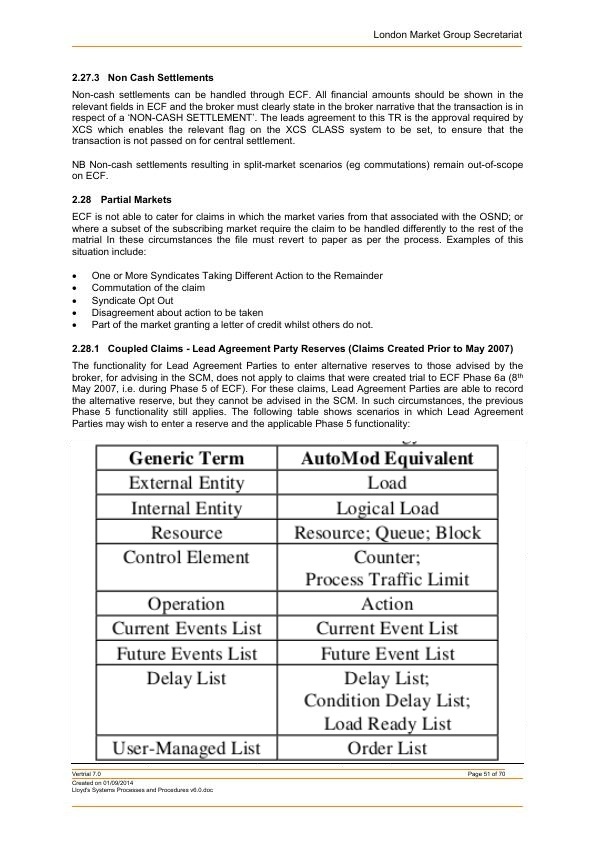 London Market Group Secretariat
2.27.3 Non Cash Settlements
Non-cash settlements can be handled through ECF. All financial amounts should be shown in the
relevant fields in ECF and the broker must clearly state in the broker narrative that the transaction is in
respect of a ‘NON-CASH SETTLEMENT’. The leads agreement to this TR is the approval required by
XCS which enables the relevant flag on the XCS CLASS system to be set, to ensure that the
transaction is not passed on for central settlement.
NB Non-cash settlements resulting in split-market scenarios (eg commutations) remain out-of-scope
on ECF.
2.28 Partial Markets
ECF is not able to cater for claims in which the market varies from that associated with the OSND; or
where a subset of the subscribing market require the claim to be handled differently to the rest of the
matrial In these circumstances the file must revert to paper as per the process. Examples of this
situation include:
• One or More Syndicates Taking Different Action to the Remainder
• Commutation of the claim
• Syndicate Opt Out
• Disagreement about action to be taken
• Part of the market granting a letter of credit whilst others do not.
2.28.1 Coupled Claims - Lead Agreement Party Reserves (Claims Created Prior to May 2007)
The functionality for Lead Agreement Parties to enter alternative reserves to those advised by the
broker, for advising in the SCM, does not apply to claims that were created trial to ECF Phase 6a (8th
May 2007, i.e. during Phase 5 of ECF). For these claims, Lead Agreement Parties are able to record
the alternative reserve, but they cannot be advised in the SCM. In such circumstances, the previous
Phase 5 functionality still applies. The following table shows scenarios in which Lead Agreement
Parties may wish to enter a reserve and the applicable Phase 5 functionality:
Generic Term AutoMod Equivalent
External Entity Load
Internal Entity Logical Load
Resource Resource; Queue; Block
Control Element Counter;
Process Traffic Limit
Operation Action
Current Events List Current Event List
Future Events List Future Event List
Delay List Delay List;
Condition Delay List;
Load Ready List
User-Managed List Order List
Vertrial 7.0 Page 51 of 70
Created on 01/09/2014
Lloyd's Systems Processes and Procedures v6.0.doc